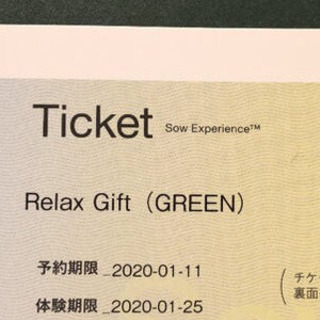 Ticket Sow Experience™
Relax Gift（GREEN）
予約期限 _2020-01-11
体験期限 _2020-01-25
（チケ
裏面